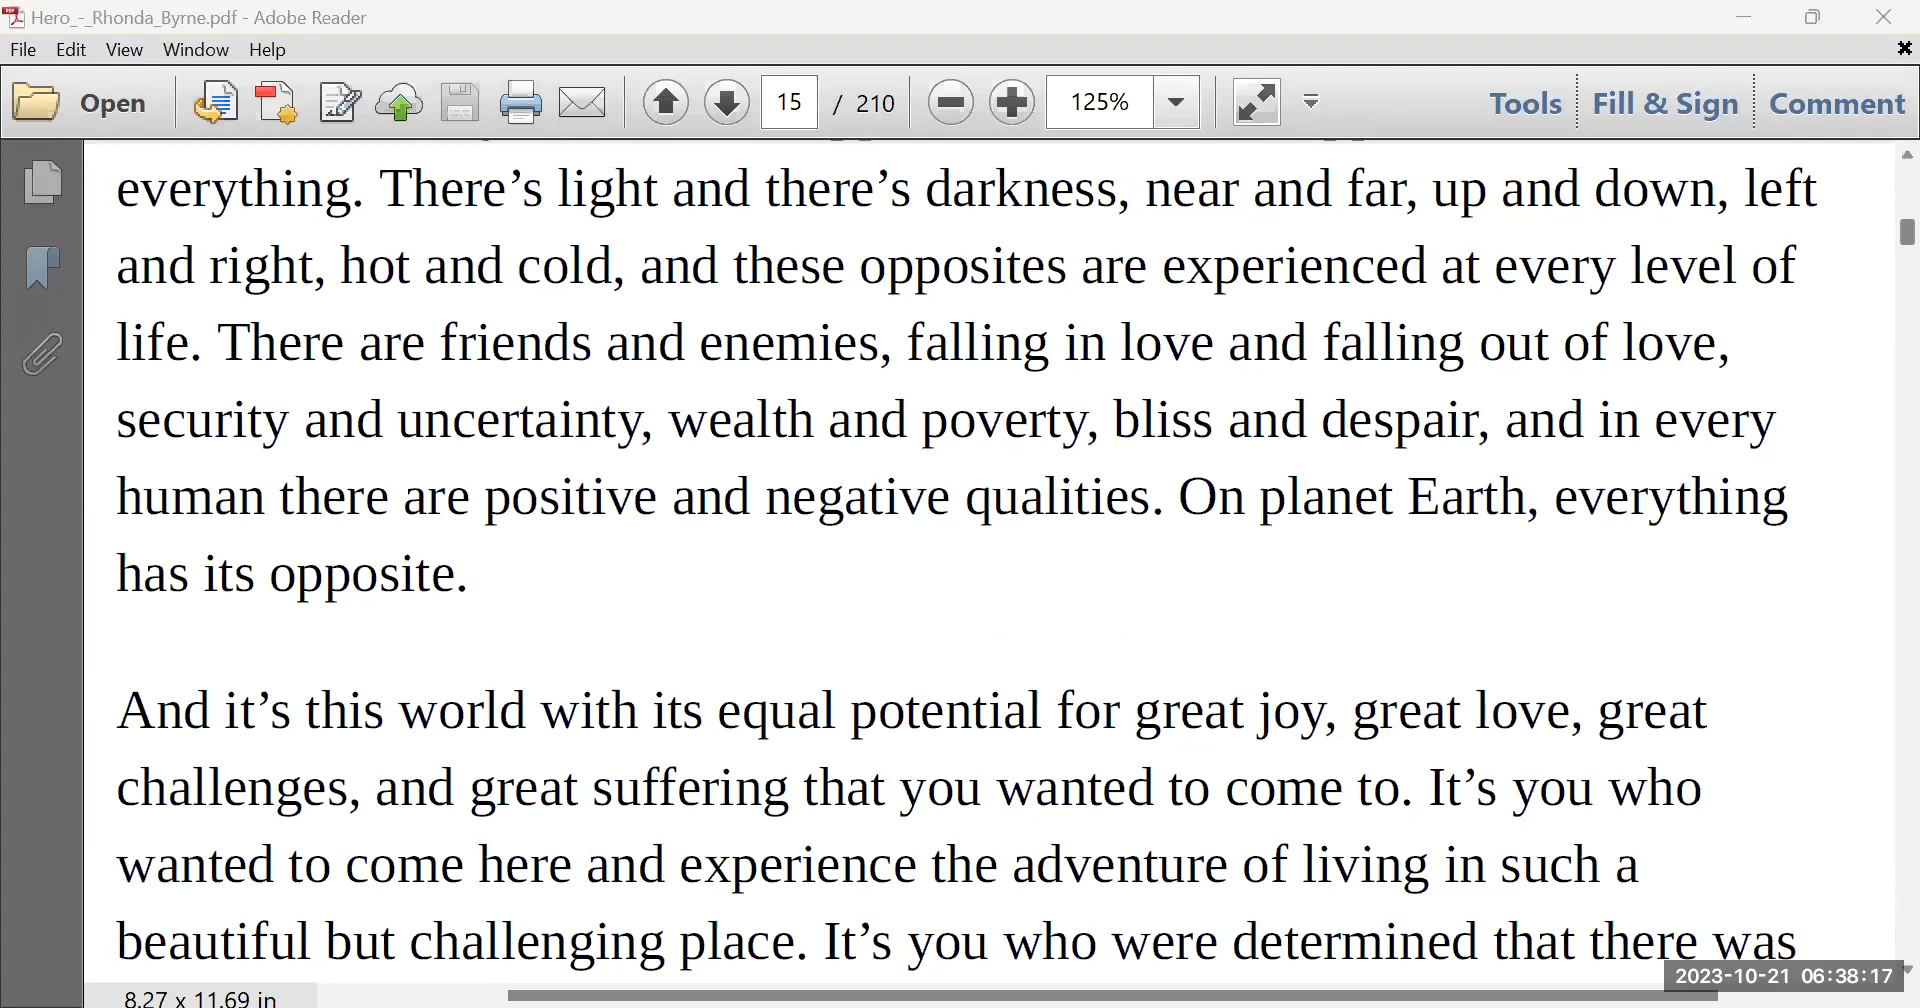 Hero_-_Rhonda_Byrne.pdf - Adobe Reader
File Edit View Window Help
Open 15 / 210 125% Tools Fill & Sign Comment
everything. There’s light and there’s darkness, near and far, up and down, left
and right, hot and cold, and these opposites are experienced at every level of
life. There are friends and enemies, falling in love and falling out of love,
security and uncertainty, wealth and poverty, bliss and despair, and in every
human there are positive and negative qualities. On planet Earth, everything
has its opposite.
And it’s this world with its equal potential for great joy, great love, great
challenges, and great suffering that you wanted to come to. It’s you who
wanted to come here and experience the adventure of living in such a
beautiful but challenging place. It’s you who were determined that there was
2023-10-21 06:38:17
8.27 x 11.69 in